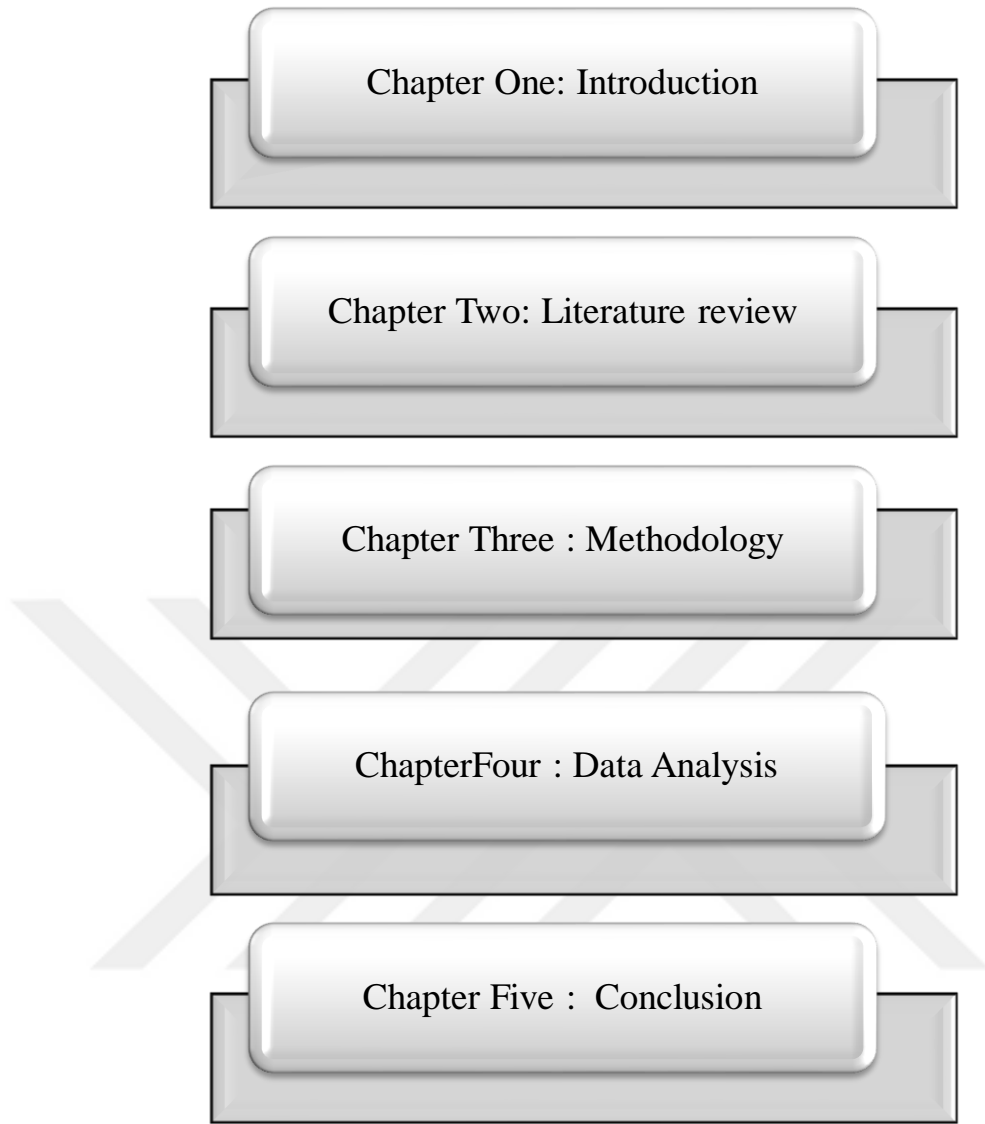 Chapter One: Introduction
Chapter Two: Literature review
Chapter Three : Methodology
ChapterFour : Data Analysis
Chapter Five :  Conclusion